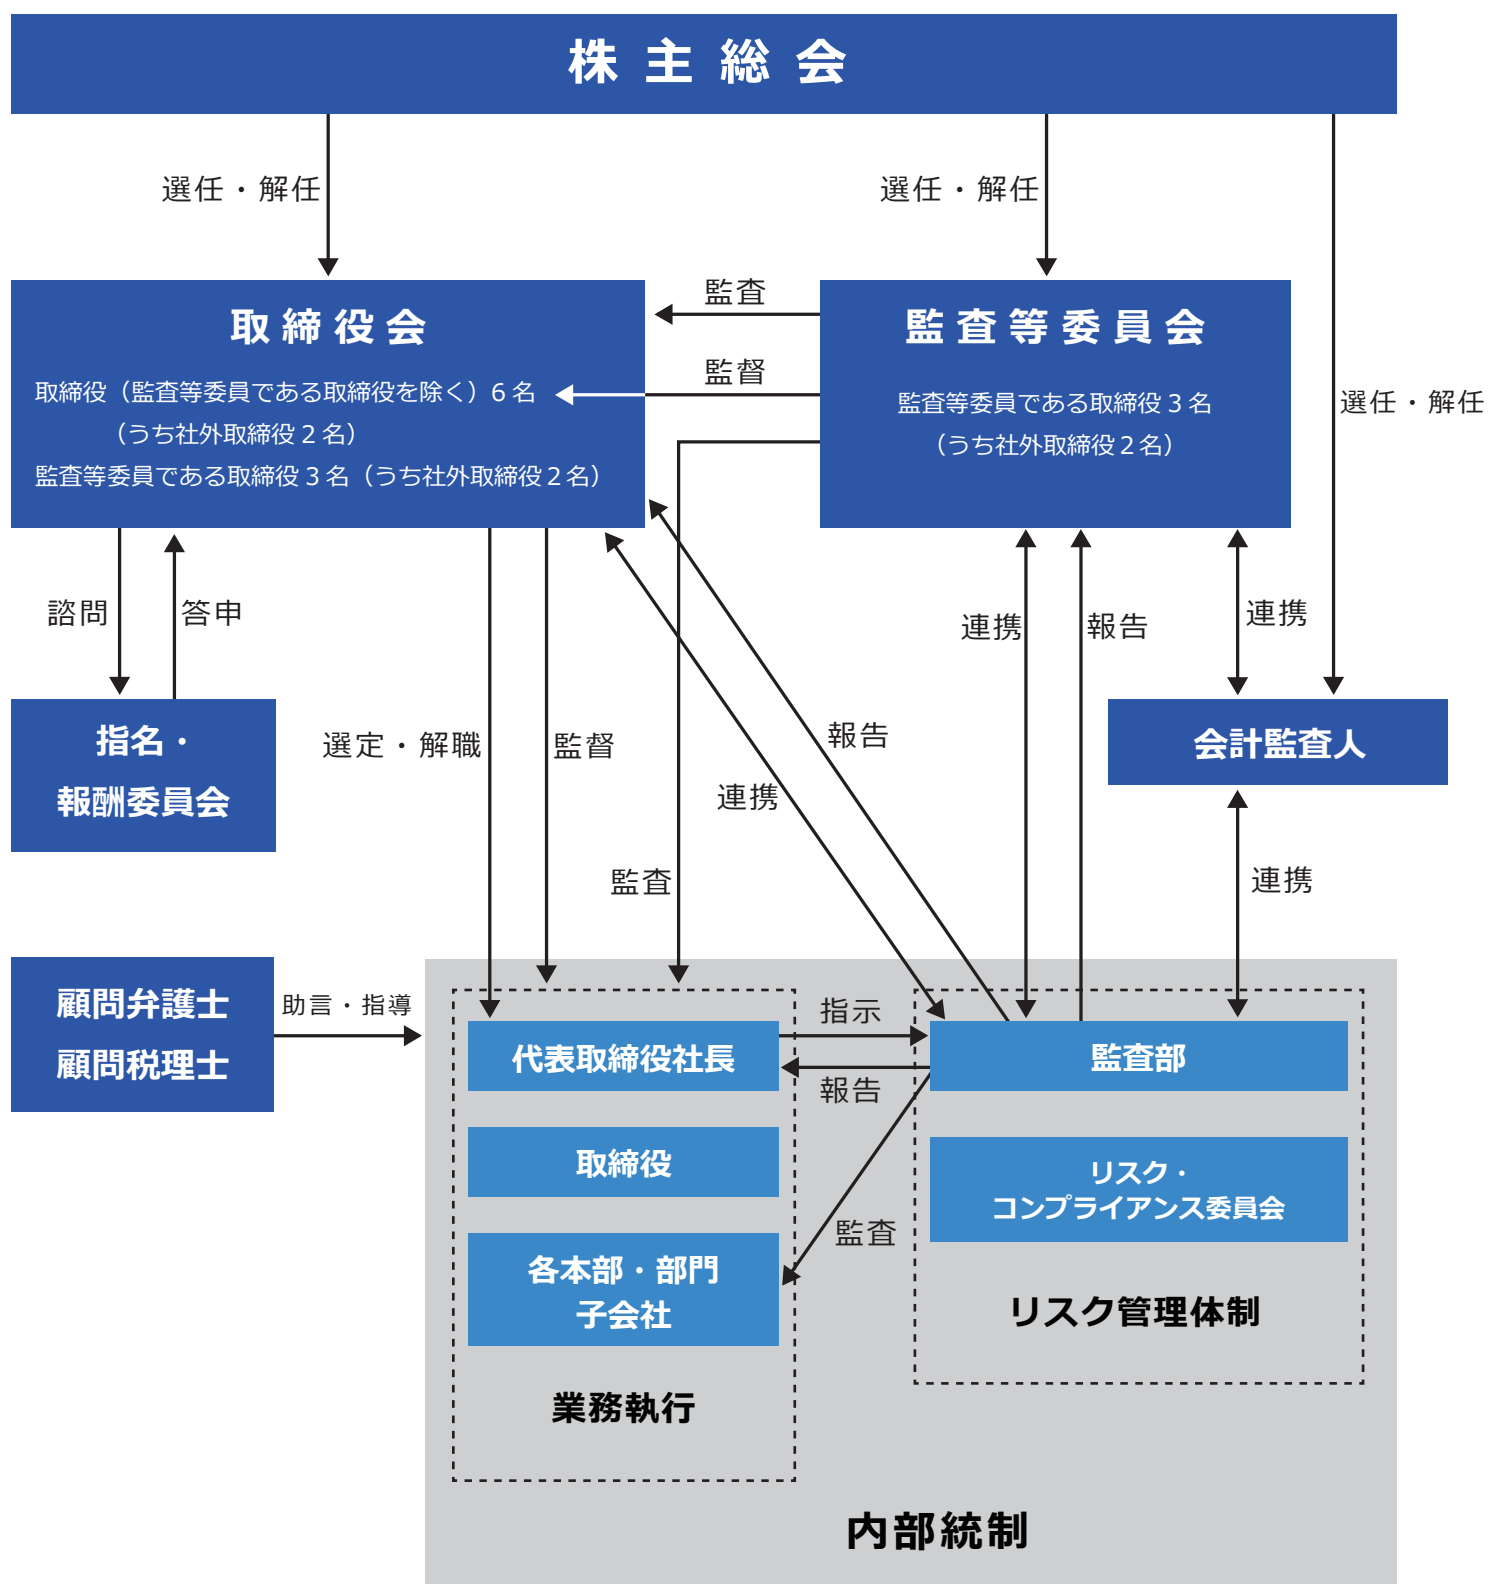 株主総会
選任・解任
選任・解任
選任・解任
取締役会
取締役（監査等委員である取締役を除く）6 名
（うち社外取締役 2 名）
監査等委員である取締役 3 名（うち社外取締役 2 名）
監査
監督
監査等委員会
監査等委員である取締役 3 名
（うち社外取締役 2 名）
諮問
答申
連携
報告
連携
指名・
報酬委員会
選定・解職
監督
報告
連携
監査
会計監査人
連携
顧問弁護士
顧問税理士
助言・指導
代表取締役社長
指示
報告
監査部
取締役
リスク・
コンプライアンス委員会
監査
各本部・部門
子会社
リスク管理体制
業務執行
内部統制